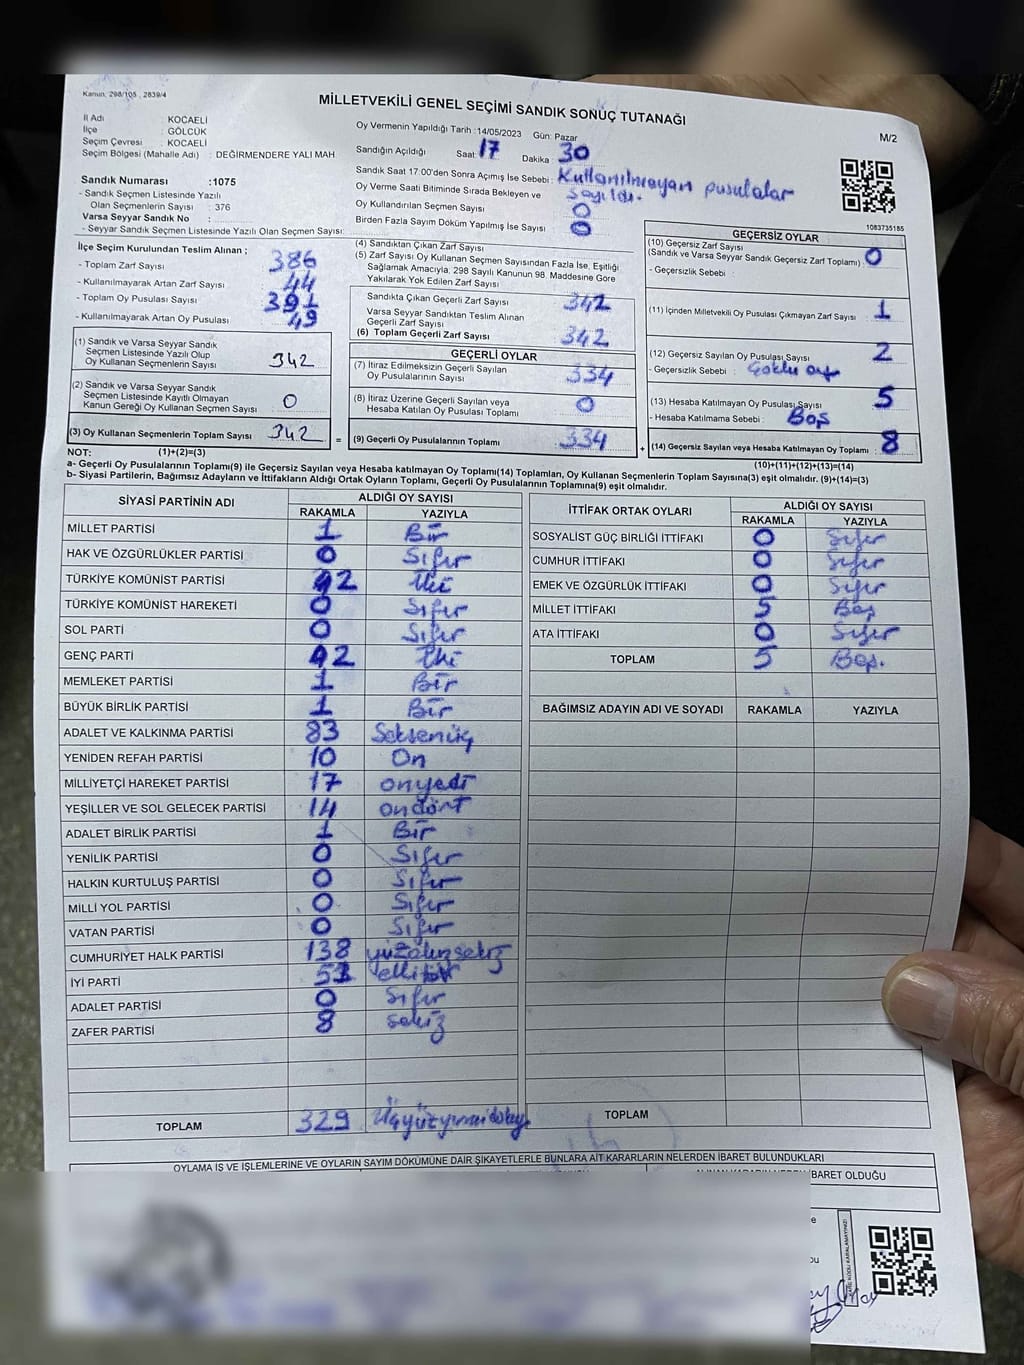 Kanun, 298/105 , 2839/4
MİLLETVEKİLİ GENEL SEÇİMİ SANDIK SONUÇ TUTANAĞI
M/2
İl Adı : KOCAELİ
İlçe : GÖLCÜK
Seçim Çevresi : KOCAELİ
Seçim Bölgesi (Mahalle Adı) : DEĞİRMENDERE YALI MAH
Sandık Numarası :1075
- Sandık Seçmen Listesinde Yazılı
Olan Seçmenlerin Sayısı : 376
Varsa Seyyar Sandık No :
- Seyyar Sandık Seçmen Listesinde Yazılı Olan Seçmen Sayısı:
Oy Vermenin Yapıldığı Tarih :14/05/2023 Gün: Pazar
Sandığın Açıldığı Saat: 17 Dakika : 30
Sandık Saat 17:00'den Sonra Açımış İse Sebebi : Kullanılmayan pusulalar
sayıldı.
Oy Verme Saati Bitiminde Sırada Bekleyen ve
Oy Kullandırılan Seçmen Sayısı : 0
Birden Fazla Sayım Döküm Yapılmış İse Sayısı : 0
1083735185
İlçe Seçim Kurulundan Teslim Alınan ;
- Toplam Zarf Sayısı : 386
- Kullanılmayarak Artan Zarf Sayısı : 44
- Toplam Oy Pusulası Sayısı : 391
- Kullanılmayarak Artan Oy Pusulası : 49
(1) Sandık ve Varsa Seyyar Sandık
Seçmen Listesinde Yazılı Olup
Oy Kullanan Seçmenlerin Sayısı : 342
(2) Sandık ve Varsa Seyyar Sandık
Seçmen Listesinde Kayıtlı Olmayan
Kanun Gereği Oy Kullanan Seçmen Sayısı : 0
(3) Oy Kullanan Seçmenlerin Toplam Sayısı : 342
(4) Sandıktan Çıkan Zarf Sayısı
(5) Zarf Sayısı Oy Kullanan Seçmen Sayısından Fazla İse, Eşitliği
Sağlamak Amacıyla, 298 Sayılı Kanunun 98. Maddesine Göre
Yakılarak Yok Edilen Zarf Sayısı :
Sandıkta Çıkan Geçerli Zarf Sayısı : 342
Varsa Seyyar Sandıktan Teslim Alınan
Geçerli Zarf Sayısı :
(6) Toplam Geçerli Zarf Sayısı : 342
GEÇERLİ OYLAR
(7) İtiraz Edilmeksizin Geçerli Sayılan
Oy Pusulalarının Sayısı : 334
(8) İtiraz Üzerine Geçerli Sayılan veya
Hesaba Katılan Oy Pusulası Toplamı : 0
= (9) Geçerli Oy Pusulalarının Toplamı : 334
GEÇERSİZ OYLAR
(10) Geçersiz Zarf Sayısı
(Sandık ve Varsa Seyyar Sandık Geçersiz Zarf Toplamı) : 0
- Geçersizlik Sebebi :
(11) İçinden Milletvekili Oy Pusulası Çıkmayan Zarf Sayısı : 1
(12) Geçersiz Sayılan Oy Pusulası Sayısı : 2
- Geçersizlik Sebebi : Çoklu oy
(13) Hesaba Katılmayan Oy Pusulası Sayısı : 5
- Hesaba Katılmama Sebebi : Boş
+ (14) Geçersiz Sayılan veya Hesaba Katılmayan Oy Toplamı : 8
NOT: (1)+(2)=(3) (10)+(11)+(12)+(13)=(14)
a- Geçerli Oy Pusulalarının Toplamı(9) ile Geçersiz Sayılan veya Hesaba katılmayan Oy Toplamı(14) Toplamları, Oy Kullanan Seçmenlerin Toplam Sayısına(3) eşit olmalıdır. (9)+(14)=(3)
b- Siyasi Partilerin, Bağımsız Adayların ve İttifakların Aldığı Ortak Oyların Toplamı, Geçerli Oy Pusulalarının Toplamına(9) eşit olmalıdır.
SİYASİ PARTİNİN ADI ALDIĞI OY SAYISI
RAKAMLA YAZIYLA
MİLLET PARTİSİ 1 Bir
HAK VE ÖZGÜRLÜKLER PARTİSİ 0 Sıfır
TÜRKİYE KOMÜNİST PARTİSİ 2 İki
TÜRKİYE KOMÜNİST HAREKETİ 0 Sıfır
SOL PARTİ 0 Sıfır
GENÇ PARTİ 2 İki
MEMLEKET PARTİSİ 1 Bir
BÜYÜK BİRLİK PARTİSİ 1 Bir
ADALET VE KALKINMA PARTİSİ 83 Seksenüç
YENİDEN REFAH PARTİSİ 10 On
MİLLİYETÇİ HAREKET PARTİSİ 17 onyedi
YEŞİLLER VE SOL GELECEK PARTİSİ 14 ondört
ADALET BİRLİK PARTİSİ 1 Bir
YENİLİK PARTİSİ 0 Sıfır
HALKIN KURTULUŞ PARTİSİ 0 Sıfır
MİLLİ YOL PARTİSİ 0 Sıfır
VATAN PARTİSİ 0 Sıfır
CUMHURİYET HALK PARTİSİ 138 yüzotuzsekiz
İYİ PARTİ 51 ellibir
ADALET PARTİSİ 0 Sıfır
ZAFER PARTİSİ 8 sekiz
TOPLAM 329 Üçyüzyirmidokuz
İTTİFAK ORTAK OYLARI ALDIĞI OY SAYISI
RAKAMLA YAZIYLA
SOSYALİST GÜÇ BİRLİĞİ İTTİFAKI 0 Sıfır
CUMHUR İTTİFAKI 0 Sıfır
EMEK VE ÖZGÜRLÜK İTTİFAKI 0 Sıfır
MİLLET İTTİFAKI 5 Beş
ATA İTTİFAKI 0 Sıfır
TOPLAM 5 Beş.
BAĞIMSIZ ADAYIN ADI VE SOYADI RAKAMLA YAZIYLA
TOPLAM
OYLAMA İŞ VE İŞLEMLERİNE VE OYLARIN SAYIM DÖKÜMÜNE DAİR ŞİKAYETLERLE BUNLARA AİT KARARLARIN NELERDEN İBARET BULUNDUKLARI
İBARET OLDUĞU